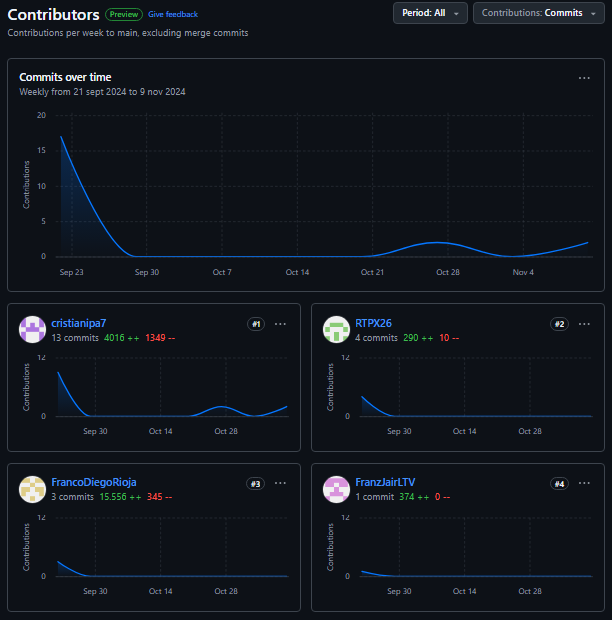 Contributors Preview Give feedback Period: All Contributions: Commits
Contributions per week to main, excluding merge commits
Commits over time
Weekly from 21 sept 2024 to 9 nov 2024
Contributions
20
15
10
5
0
Sep 23 Sep 30 Oct 7 Oct 14 Oct 21 Oct 28 Nov 4
cristianipa7 #1
13 commits 4016 ++ 1349 --
Contributions
12
0
Sep 30 Oct 14 Oct 28
RTPX26 #2
4 commits 290 ++ 10 --
Contributions
12
0
Sep 30 Oct 14 Oct 28
FrancoDiegoRioja #3
3 commits 15.556 ++ 345 --
Contributions
12
0
Sep 30 Oct 14 Oct 28
FranzJairLTV #4
1 commit 374 ++ 0 --
Contributions
12
0
Sep 30 Oct 14 Oct 28